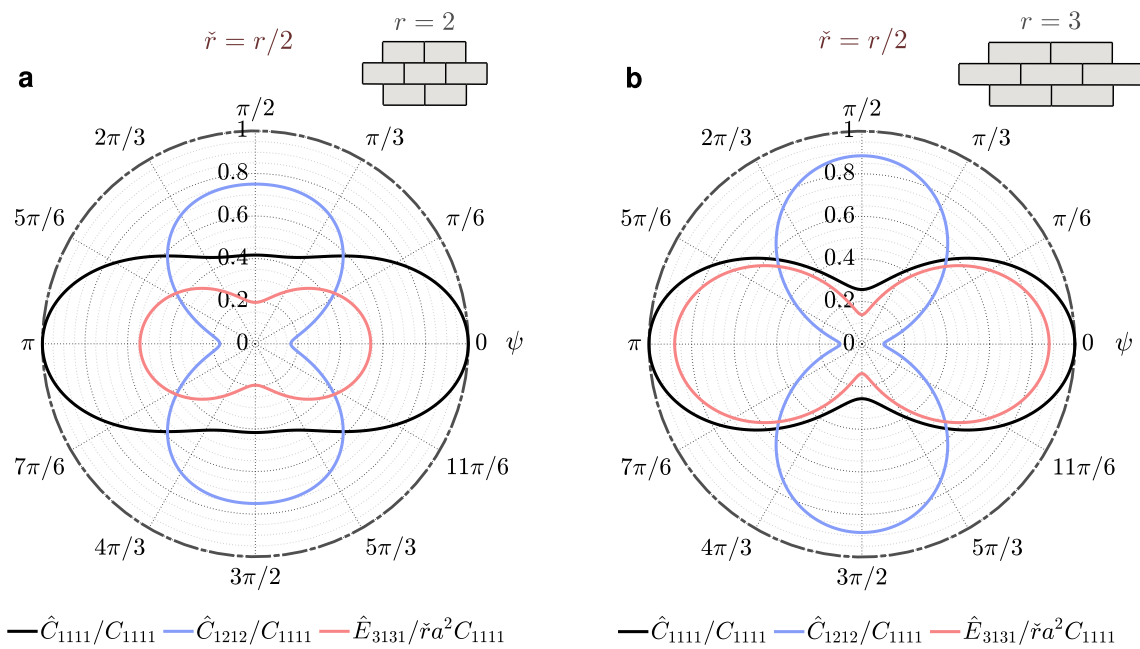 ř = r/2
r = 2
a
π/2
1
2π/3
π/3
0.8
5π/6
0.6
π/6
0.4
0.2
π
0
0
ψ
7π/6
11π/6
4π/3
5π/3
3π/2
Ĉ₁₁₁₁/C₁₁₁₁
Ĉ₁₂₁₂/C₁₁₁₁
Ê₃₁₃₁/řa²C₁₁₁₁
ř = r/2
r = 3
b
π/2
1
2π/3
π/3
0.8
5π/6
0.6
π/6
0.4
0.2
π
0
0
ψ
7π/6
11π/6
4π/3
5π/3
3π/2
Ĉ₁₁₁₁/C₁₁₁₁
Ĉ₁₂₁₂/C₁₁₁₁
Ê₃₁₃₁/řa²C₁₁₁₁